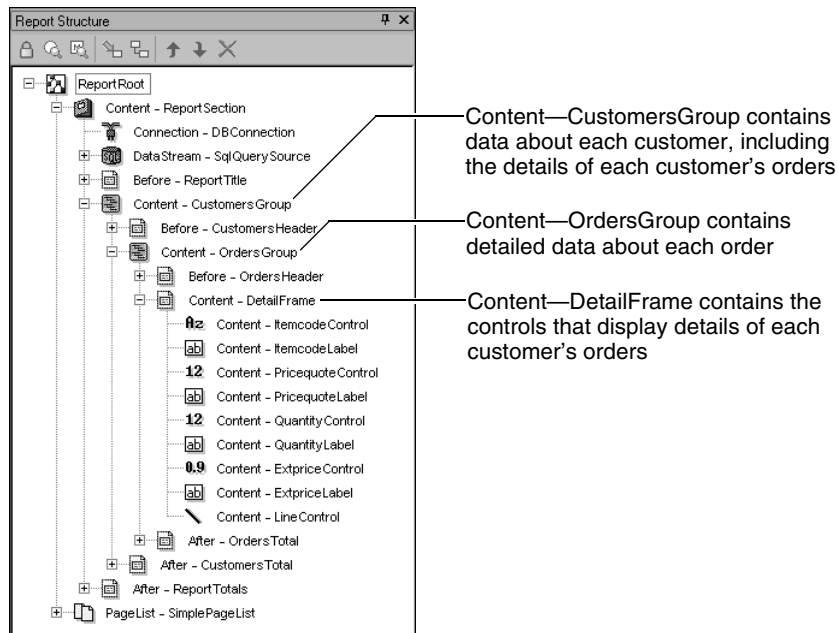 Report Structure
ReportRoot
Content - ReportSection
Connection - DBConnection
DataStream - SqlQuerySource
Before - ReportTitle
Content - CustomersGroup
Before - CustomersHeader
Content - OrdersGroup
Before - OrdersHeader
Content - DetailFrame
Az Content - ItemcodeControl
ab Content - ItemcodeLabel
12 Content - PricequoteControl
ab Content - PricequoteLabel
12 Content - QuantityControl
ab Content - QuantityLabel
0.9 Content - ExtpriceControl
ab Content - ExtpriceLabel
Content - LineControl
After - OrdersTotal
After - CustomersTotal
After - ReportTotals
PageList - SimplePageList
Content—CustomersGroup contains
data about each customer, including
the details of each customer's orders
Content—OrdersGroup contains
detailed data about each order
Content—DetailFrame contains the
controls that display details of each
customer's orders